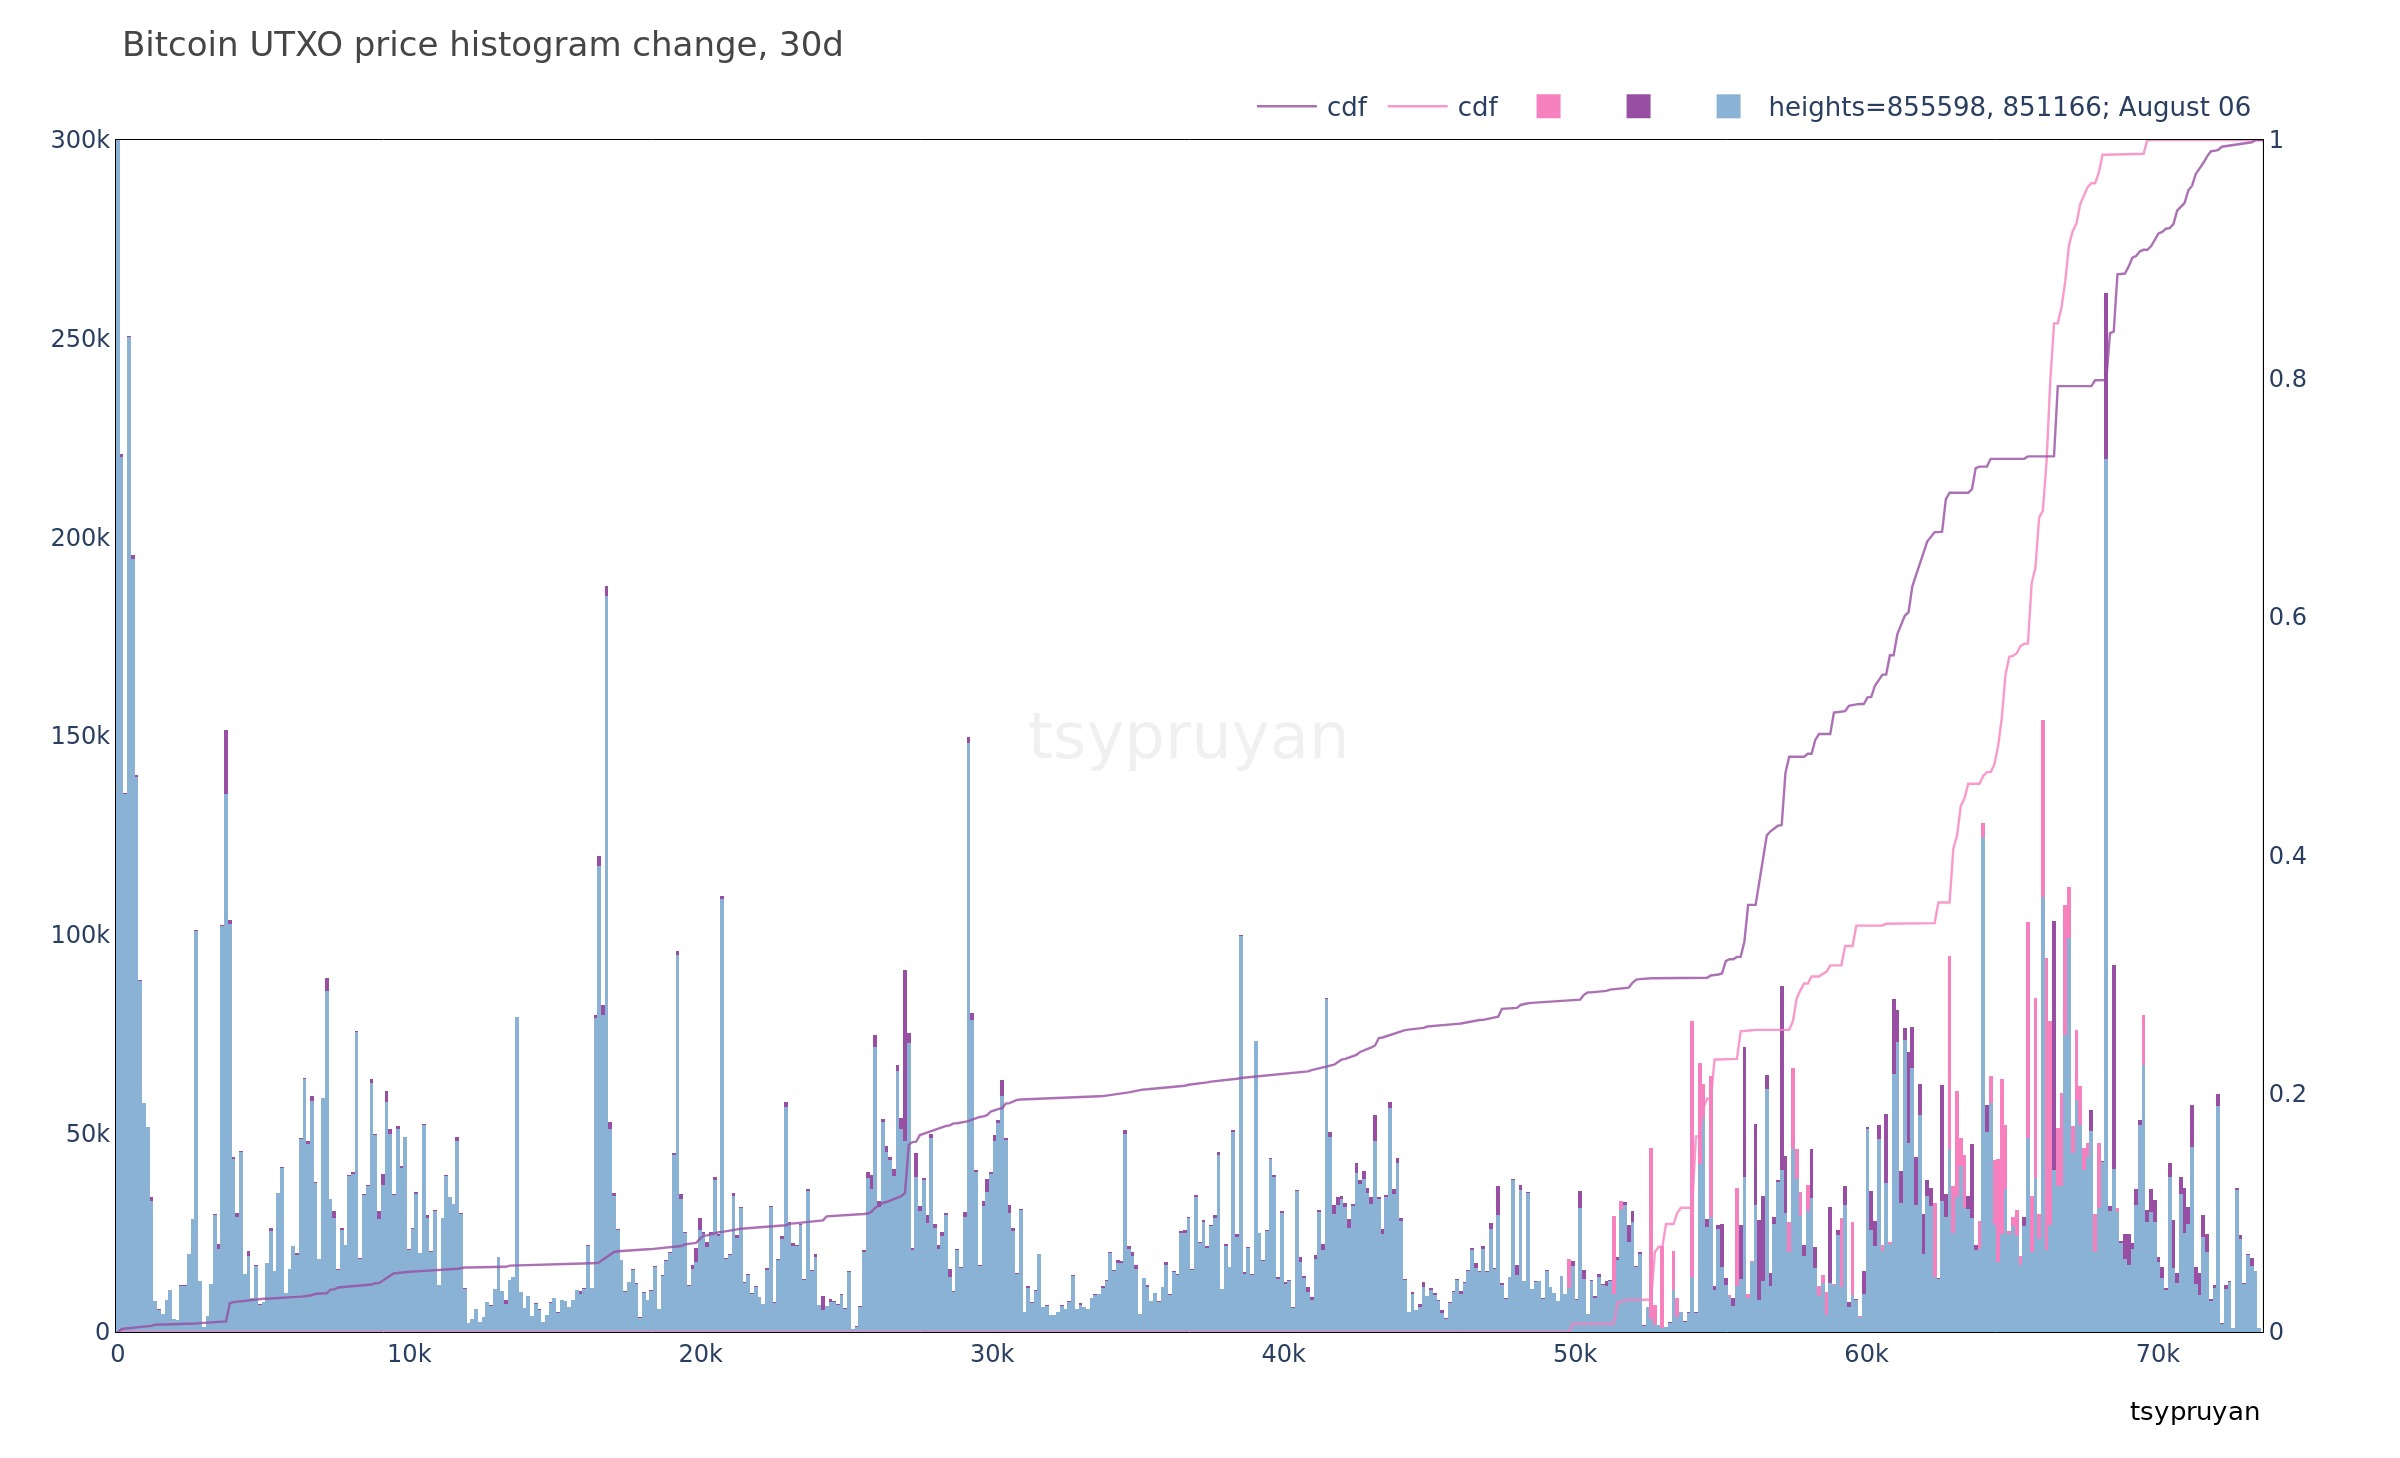 Bitcoin UTXO price histogram change, 30d
cdf cdf heights=855598, 851166; August 06
300k 1
250k
0.8
200k
0.6
150k
tsypruyan
0.4
100k
0.2
50k
0 0
0 10k 20k 30k 40k 50k 60k 70k
tsypruyan